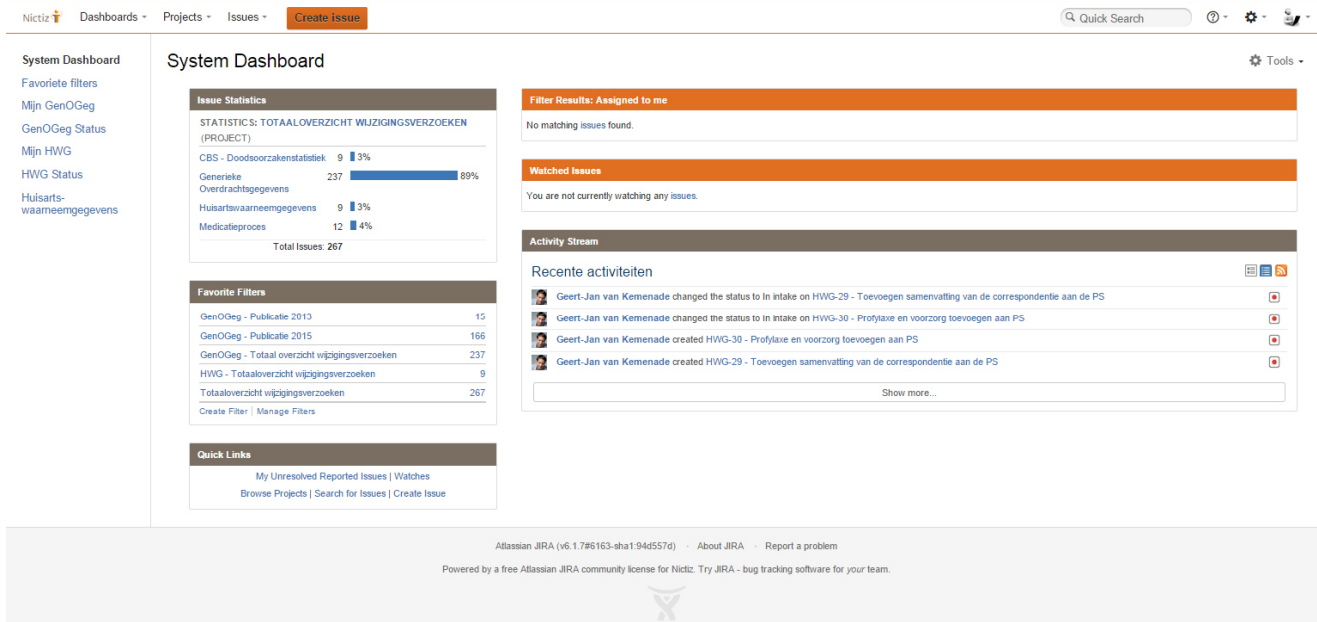 Nictiz Dashboards Projects Issues Create issue Quick Search
System Dashboard
Favoriete filters
Mijn GenOGeg
GenOGeg Status
Mijn HWG
HWG Status
Huisarts-
waarneemgegevens
System Dashboard Tools
Issue Statistics
STATISTICS: TOTAALOVERZICHT WIJZIGINGSVERZOEKEN
(PROJECT)
CBS - Doodsoorzakenstatistiek 9 3%
Generieke
Overdrachtsgegevens 237 89%
Huisartswaarneemgegevens 9 3%
Medicatieproces 12 4%
Total Issues: 267
Favorite Filters
GenOGeg - Publicatie 2013 15
GenOGeg - Publicatie 2015 166
GenOGeg - Totaal overzicht wijzigingsverzoeken 237
HWG - Totaaloverzicht wijzigingsverzoeken 9
Totaaloverzicht wijzigingsverzoeken 267
Create Filter | Manage Filters
Quick Links
My Unresolved Reported Issues | Watches
Browse Projects | Search for Issues | Create Issue
Filter Results: Assigned to me
No matching issues found.
Watched Issues
You are not currently watching any issues.
Activity Stream
Recente activiteiten
Geert-Jan van Kemenade changed the status to In intake on HWG-29 - Toevoegen samenvatting van de correspondentie aan de PS
Geert-Jan van Kemenade changed the status to In intake on HWG-30 - Profylaxe en voorzorg toevoegen aan PS
Geert-Jan van Kemenade created HWG-30 - Profylaxe en voorzorg toevoegen aan PS
Geert-Jan van Kemenade created HWG-29 - Toevoegen samenvatting van de correspondentie aan de PS
Show more...
Atlassian JIRA (v6.1.7#6163-sha1:94d557d) · About JIRA · Report a problem
Powered by a free Atlassian JIRA community license for Nictiz. Try JIRA - bug tracking software for your team.